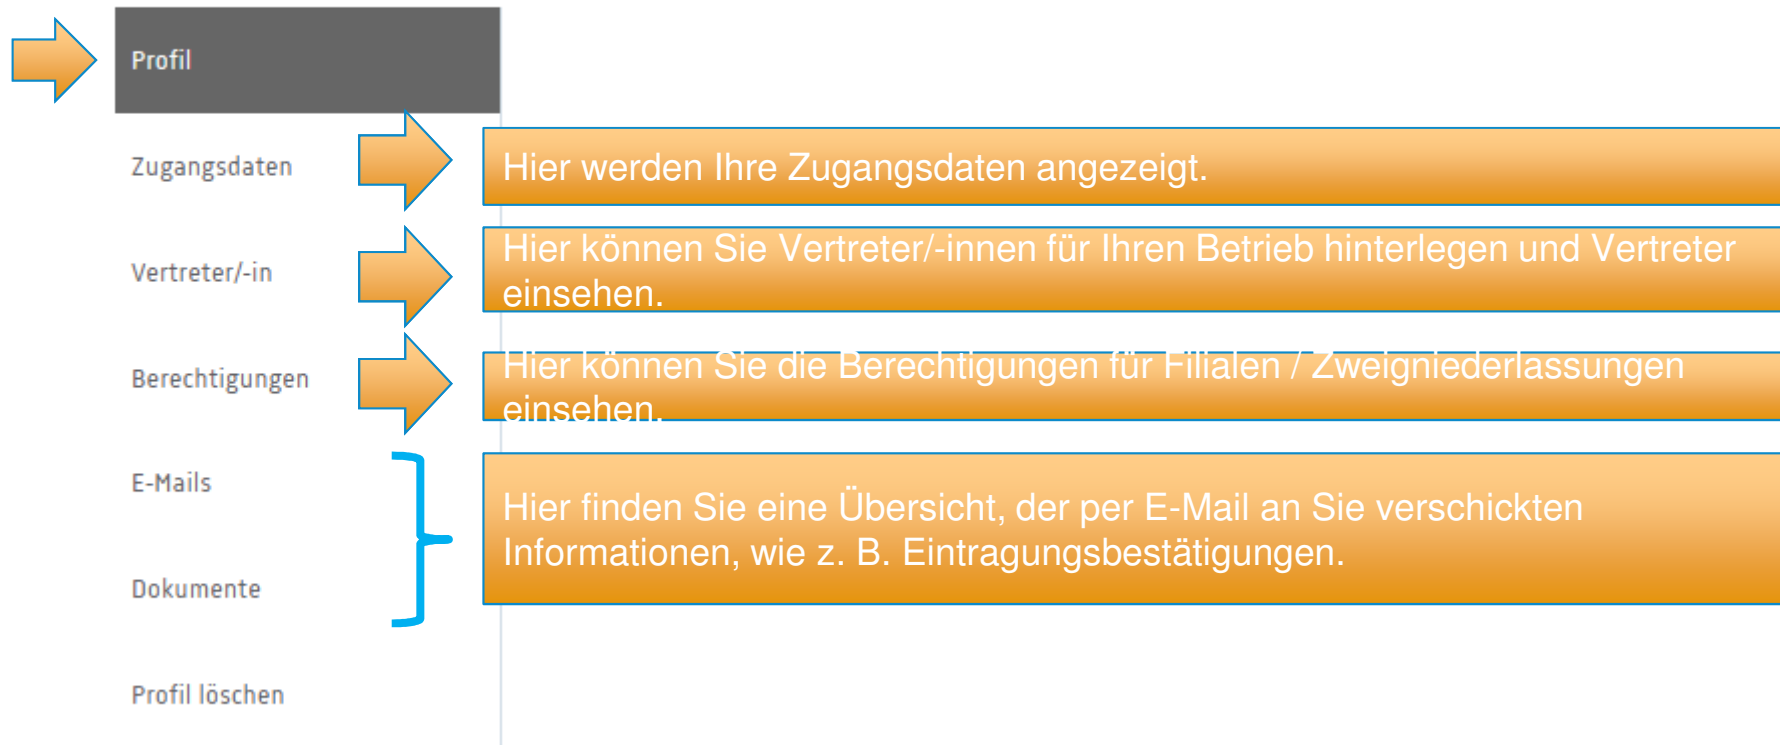 Profil
Zugangsdaten
Hier werden Ihre Zugangsdaten angezeigt.
Vertreter/-in
Hier können Sie Vertreter/-innen für Ihren Betrieb hinterlegen und Vertreter
einsehen.
Berechtigungen
Hier können Sie die Berechtigungen für Filialen / Zweigniederlassungen
einsehen.
E-Mails
Dokumente
Hier finden Sie eine Übersicht, der per E-Mail an Sie verschickten
Informationen, wie z. B. Eintragungsbestätigungen.
Profil löschen